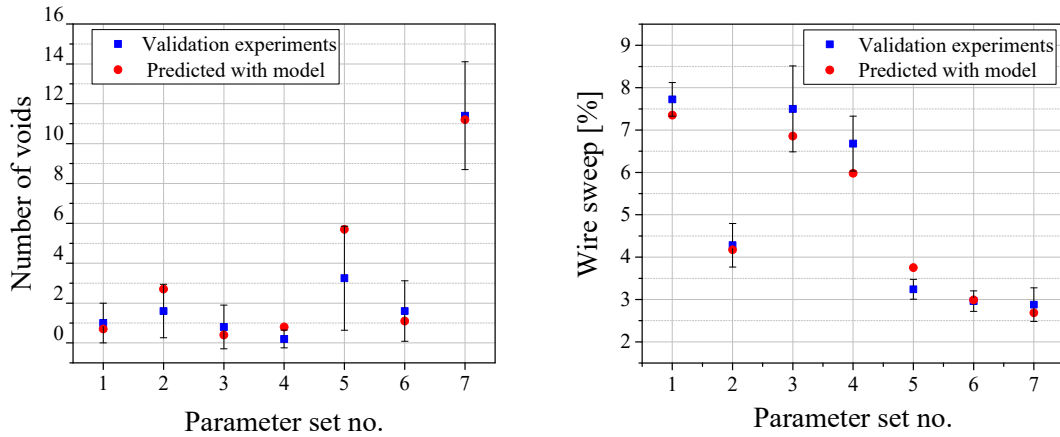 16
14
12
10
8
6
4
2
0
Number of voids
Validation experiments
Predicted with model
1 2 3 4 5 6 7
Parameter set no.
9
8
7
6
5
4
3
2
Wire sweep [%]
Validation experiments
Predicted with model
1 2 3 4 5 6 7
Parameter set no.